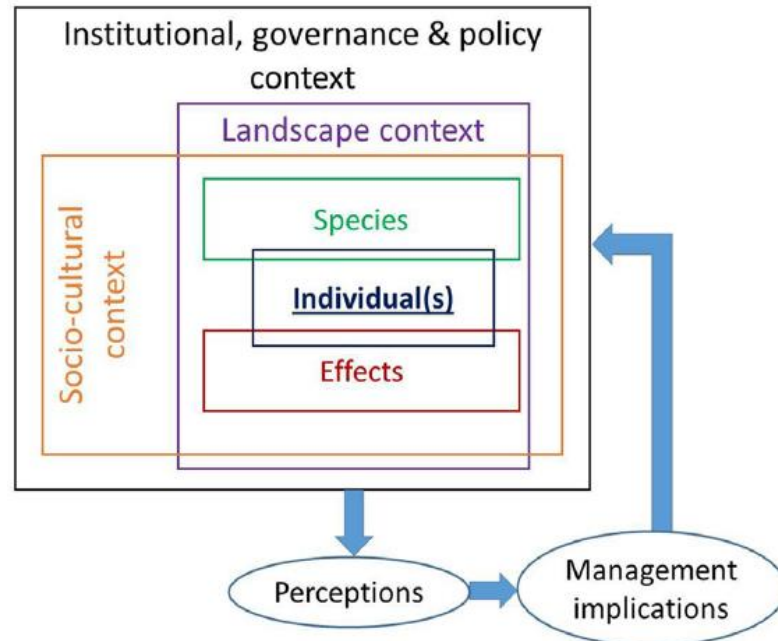 Institutional, governance & policy
context
Landscape context
Socio-cultural
context
Species
Individual(s)
Effects
Perceptions
Management
implications